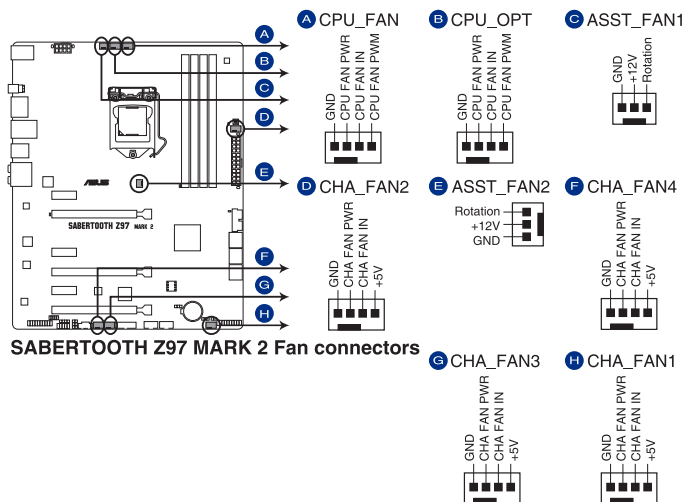 A CPU_FAN
GND
CPU FAN PWR
CPU FAN IN
CPU FAN PWM
B CPU_OPT
GND
CPU FAN PWR
CPU FAN IN
CPU FAN PWM
C ASST_FAN1
GND
+12V
Rotation
A
B
C
D
E
F
G
H
ASUS
SABERTOOTH Z97 MARK 2
D CHA_FAN2
GND
CHA FAN PWR
CHA FAN IN
+5V
E ASST_FAN2
Rotation
+12V
GND
F CHA_FAN4
GND
CHA FAN PWR
CHA FAN IN
+5V
SABERTOOTH Z97 MARK 2 Fan connectors
G CHA_FAN3
GND
CHA FAN PWR
CHA FAN IN
+5V
H CHA_FAN1
GND
CHA FAN PWR
CHA FAN IN
+5V